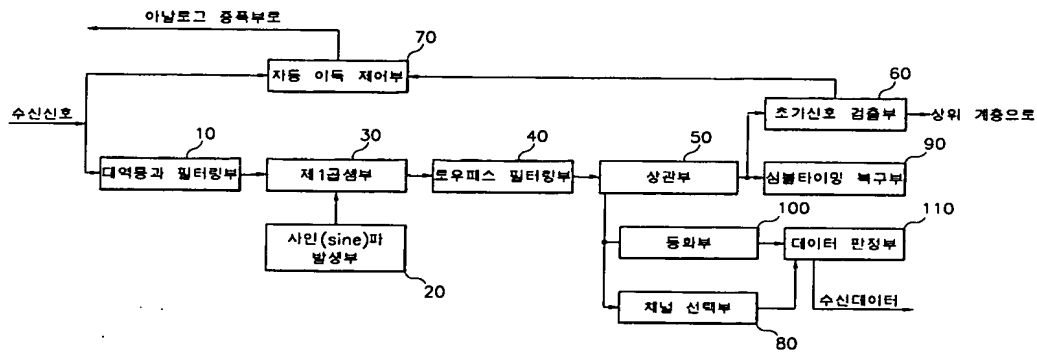 아날로그 증폭부로
70
자동 이득 제어부
60
수신신호
초기신호 검출부
상위 계층으로
10
30
40
50
90
대역통과 필터링부
제1곱셈부
로우패스 필터링부
상관부
심볼타이밍 복구부
100
110
사인(sine)파
발생부
등화부
데이터 판정부
20
채널 선택부
수신데이터
80